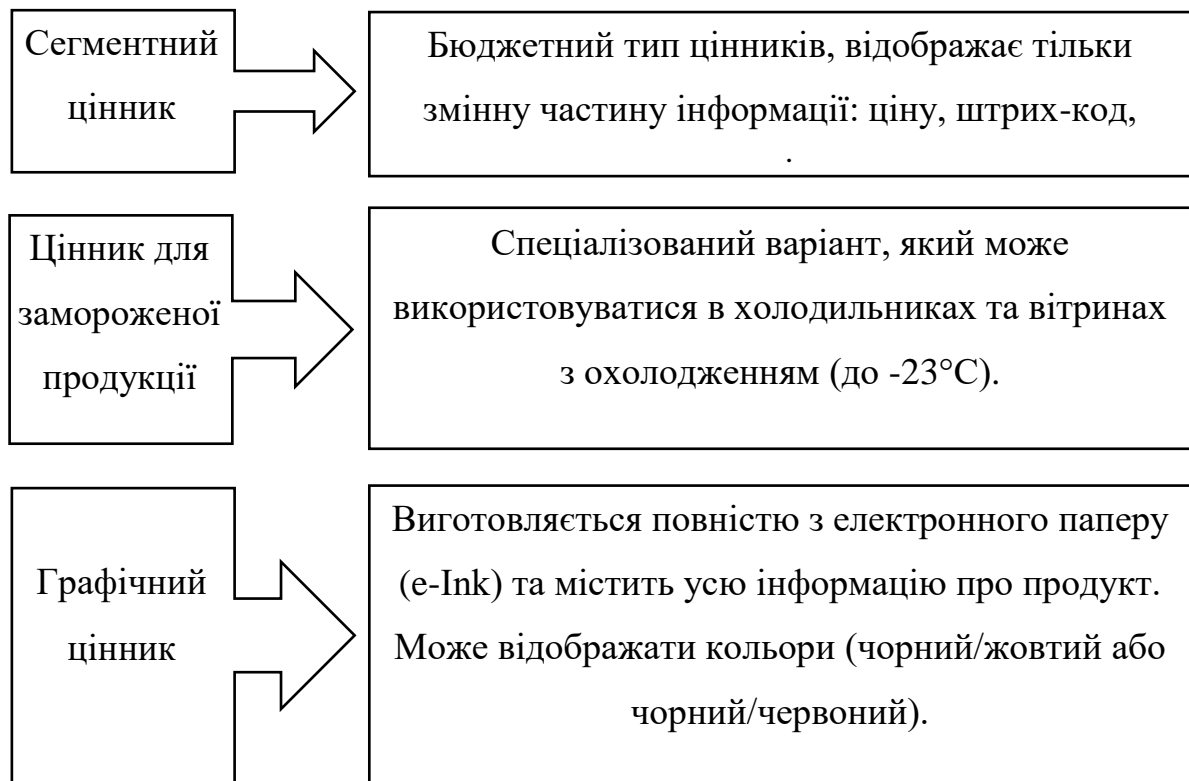 Сегментний
цінник
Бюджетний тип цінників, відображає тільки
змінну частину інформації: ціну, штрих-код,
.
Цінник для
замороженої
продукції
Спеціалізований варіант, який може
використовуватися в холодильниках та вітринах
з охолодженням (до -23°C).
Графічний
цінник
Виготовляється повністю з електронного паперу
(e-Ink) та містить усю інформацію про продукт.
Може відображати кольори (чорний/жовтий або
чорний/червоний).